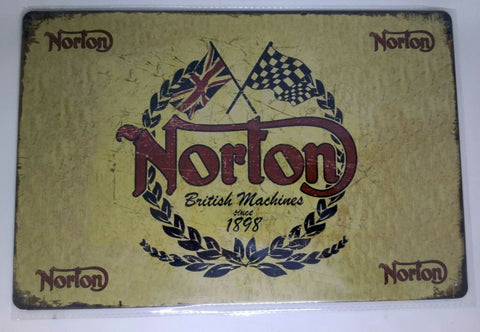 Norton Norton
Norton
British Machines
since
1898
Norton Norton